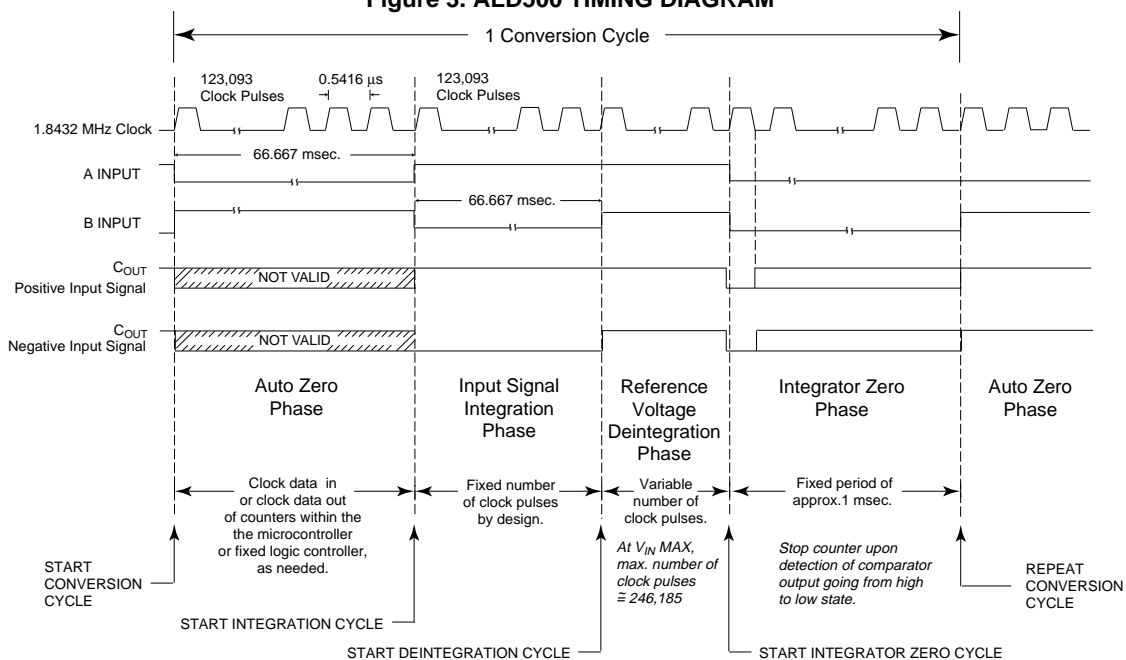 Figure 3. ALD500 TIMING DIAGRAM
1 Conversion Cycle
123,093
Clock Pulses
0.5416 µs
123,093
Clock Pulses
1.8432 MHz Clock
66.667 msec.
A INPUT
66.667 msec.
B INPUT
COUT
Positive Input Signal
NOT VALID
COUT
Negative Input Signal
NOT VALID
Auto Zero
Phase
Input Signal
Integration
Phase
Reference
Voltage
Deintegration
Phase
Integrator Zero
Phase
Auto Zero
Phase
Clock data in
or clock data out
of counters within the
the microcontroller
or fixed logic controller,
as needed.
Fixed number
of clock pulses
by design.
Variable
number of
clock pulses.
At VIN MAX,
max. number of
clock pulses
≅ 246,185
Fixed period of
approx.1 msec.
Stop counter upon
detection of comparator
output going from high
to low state.
START
CONVERSION
CYCLE
REPEAT
CONVERSION
CYCLE
START INTEGRATION CYCLE
START DEINTEGRATION CYCLE
START INTEGRATOR ZERO CYCLE